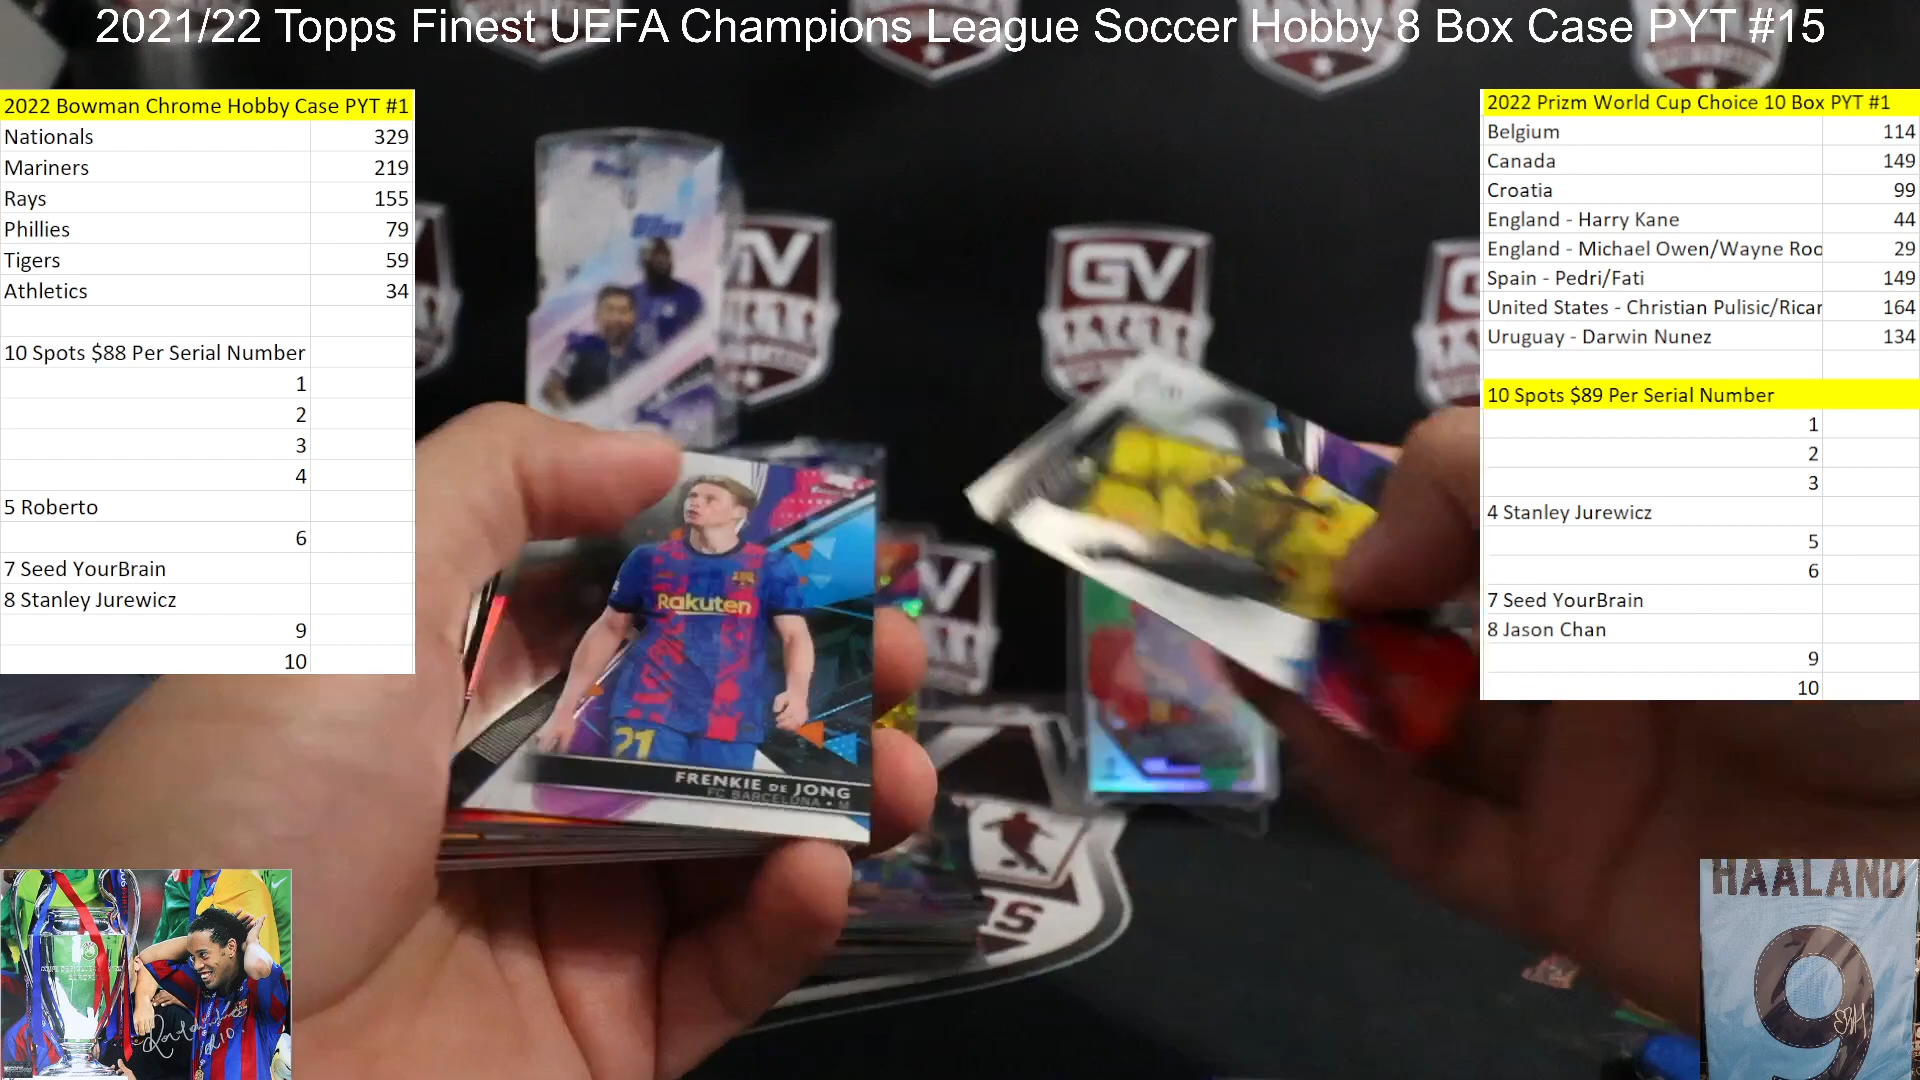 2021/22 Topps Finest UEFA Champions League Soccer Hobby 8 Box Case PYT #15
2022 Bowman Chrome Hobby Case PYT #1
Nationals 329
Mariners 219
Rays 155
Phillies 79
Tigers 59
Athletics 34
10 Spots $88 Per Serial Number
1
2
3
4
5 Roberto
6
7 Seed YourBrain
8 Stanley Jurewicz
9
10
2022 Prizm World Cup Choice 10 Box PYT #1
Belgium 114
Canada 149
Croatia 99
England - Harry Kane 44
England - Michael Owen/Wayne Roo 29
Spain - Pedri/Fati 149
United States - Christian Pulisic/Ricar 164
Uruguay - Darwin Nunez 134
10 Spots $89 Per Serial Number
1
2
3
4 Stanley Jurewicz
5
6
7 Seed YourBrain
8 Jason Chan
9
10
GV
Rakuten
21
FRENKIE DE JONG
FC BARCELONA • M
HAALAND
9